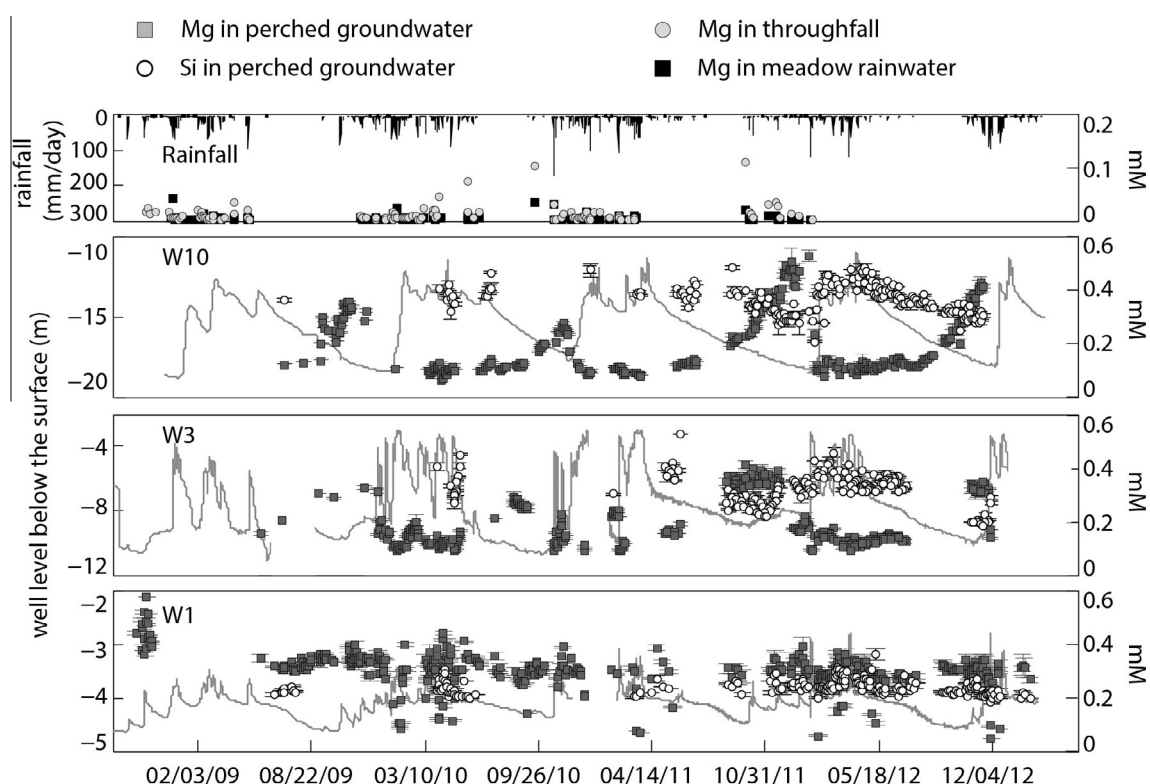 Mg in perched groundwater
Mg in throughfall
Si in perched groundwater
Mg in meadow rainwater
rainfall
(mm/day)
0
100
200
300
Rainfall
0.2
0.1
0
mM
well level below the surface (m)
−10
−15
−20
W10
0.6
0.4
0.2
0
mM
−4
−8
−12
W3
0.6
0.4
0.2
0
mM
−2
−3
−4
−5
W1
0.6
0.4
0.2
0
mM
02/03/09 08/22/09 03/10/10 09/26/10 04/14/11 10/31/11 05/18/12 12/04/12